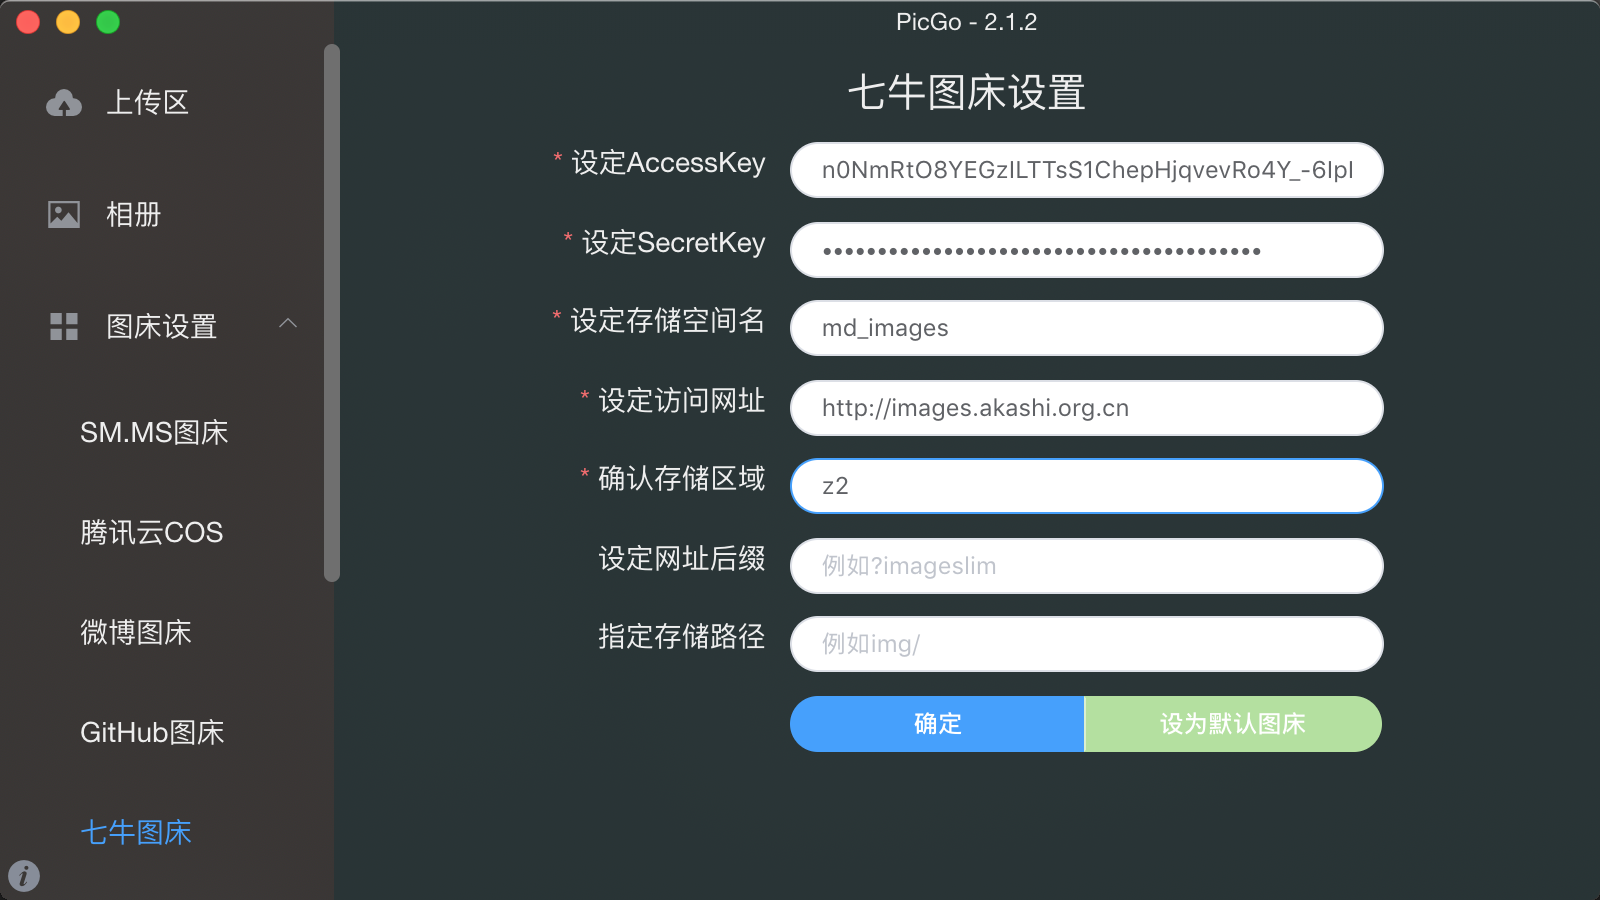 PicGo - 2.1.2
上传区
相册
图床设置
SM.MS图床
腾讯云COS
微博图床
GitHub图床
七牛图床
七牛图床设置
* 设定AccessKey
n0NmRtO8YEGzILTTsS1ChepHjqvevRo4Y_-6IpI
* 设定SecretKey
••••••••••••••••••••••••••••••••••••••••
* 设定存储空间名
md_images
* 设定访问网址
http://images.akashi.org.cn
* 确认存储区域
z2
设定网址后缀
例如?imageslim
指定存储路径
例如img/
确定
设为默认图床